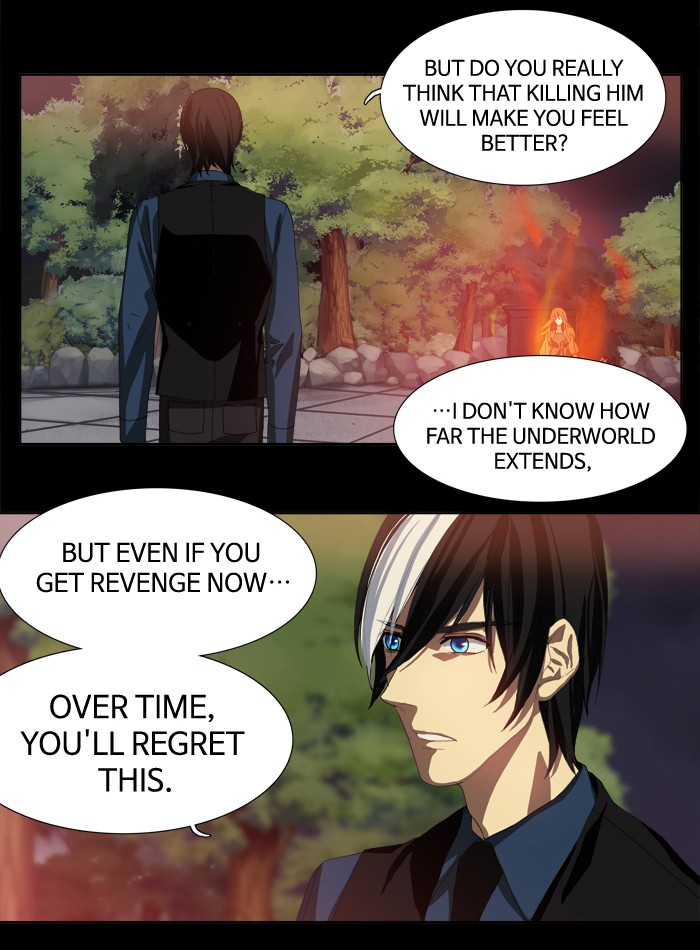 BUT DO YOU REALLY
THINK THAT KILLING HIM
WILL MAKE YOU FEEL
BETTER?
…I DON'T KNOW HOW
FAR THE UNDERWORLD
EXTENDS,
BUT EVEN IF YOU
GET REVENGE NOW…
OVER TIME,
YOU'LL REGRET
THIS.